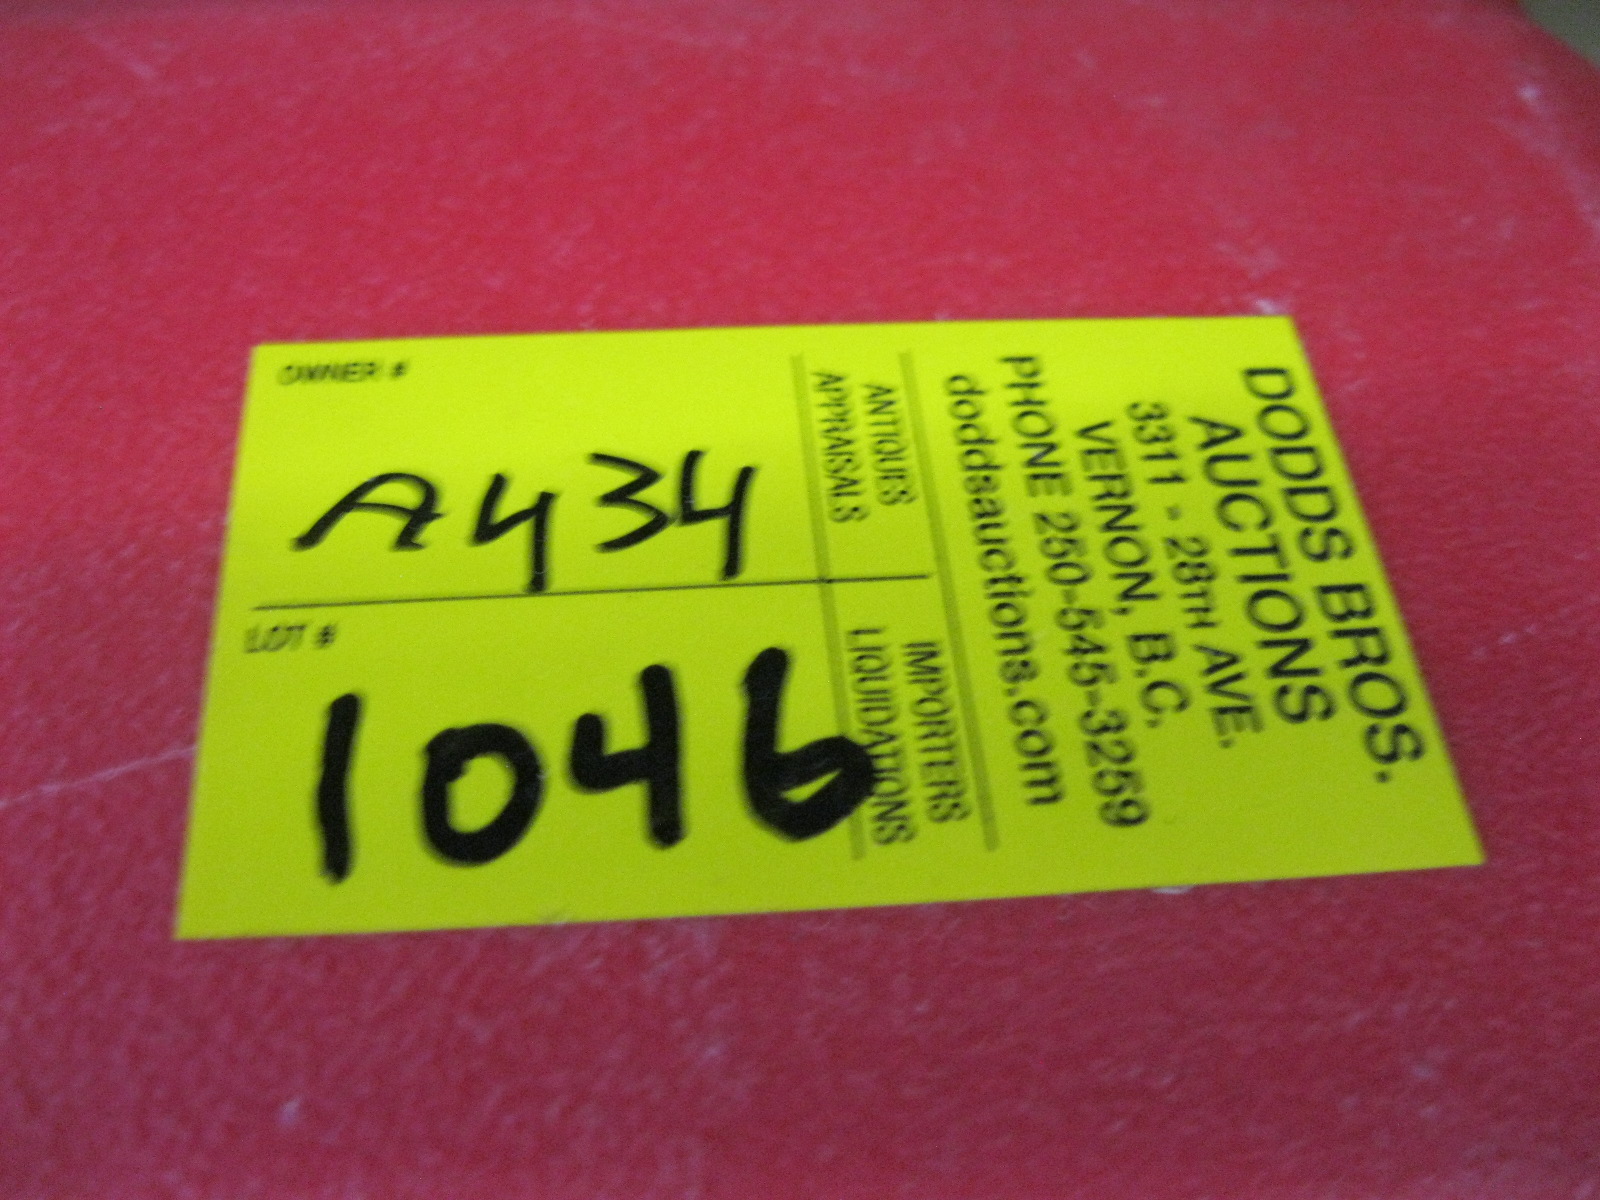 DODDS BROS.
AUCTIONS
3311 - 28TH AVE.
VERNON, B.C.
PHONE 250-545-3259
doddsauctions.com
ANTIQUES
APPRAISALS
IMPORTERS
LIQUIDATIONS
OWNER #
A434
LOT #
1046